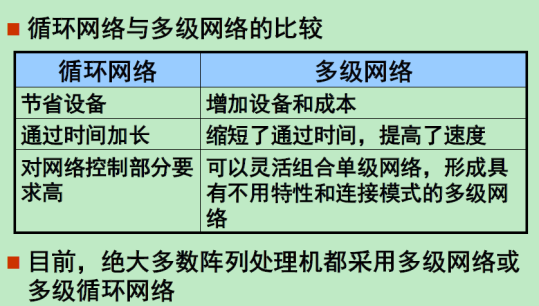 循环网络与多级网络的比较
循环网络 多级网络
节省设备 增加设备和成本
通过时间加长 缩短了通过时间，提高了速度
对网络控制部分要 可以灵活组合单级网络，形成具
求高 有不用特性和连接模式的多级网
络
目前，绝大多数阵列处理机都采用多级网络或
多级循环网络